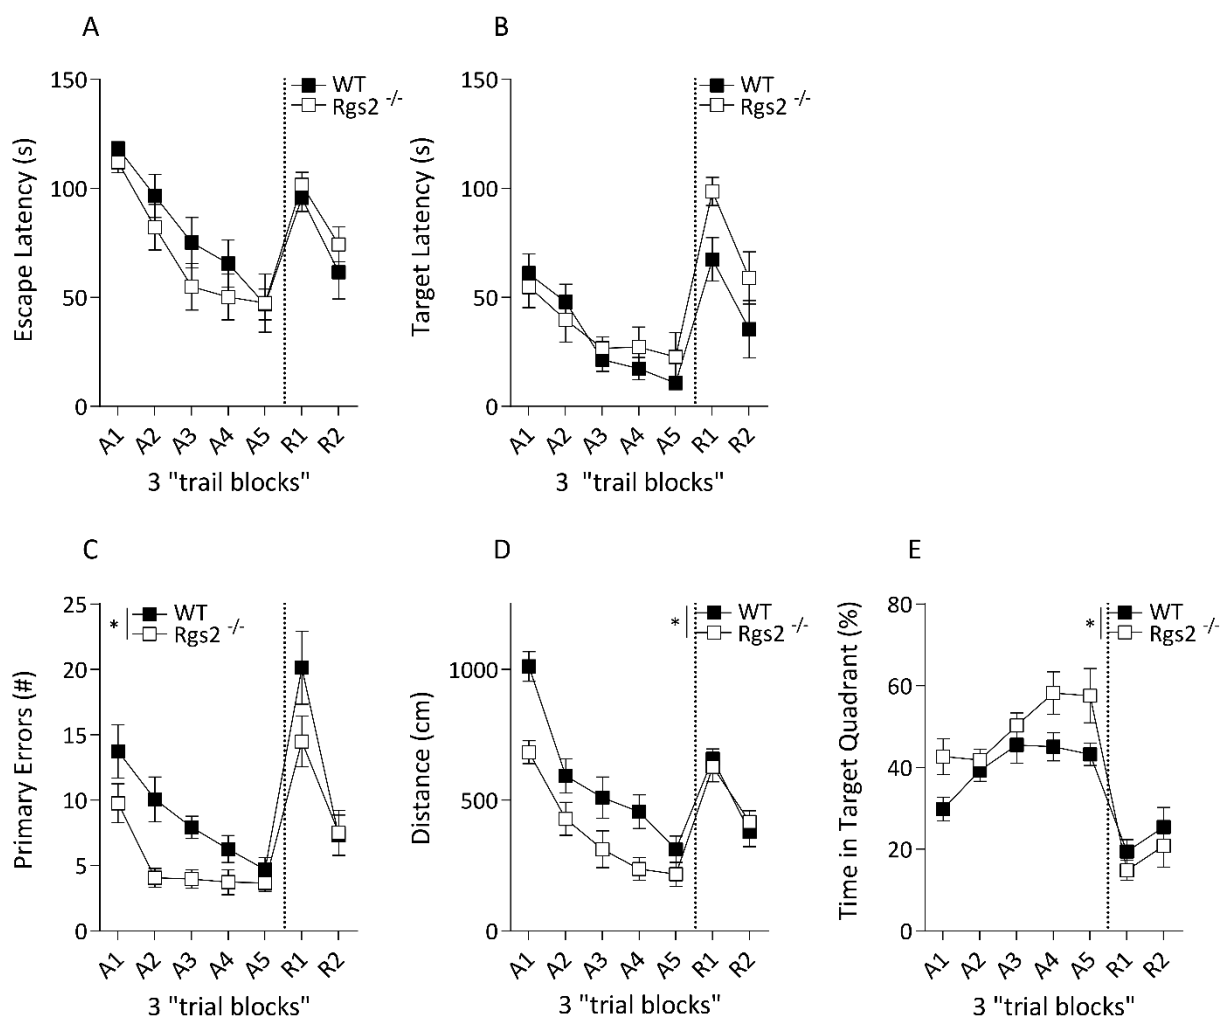 A
B
150
100
50
0
Escape Latency (s)
WT
Rgs2 -/-
A1 A2 A3 A4 A5 R1 R2
3 "trail blocks"
150
100
50
0
Target Latency (s)
WT
Rgs2 -/-
A1 A2 A3 A4 A5 R1 R2
3 "trail blocks"
C
D
E
25
20
15
10
5
0
Primary Errors (#)
* WT
Rgs2 -/-
A1 A2 A3 A4 A5 R1 R2
3 "trial blocks"
1000
500
0
Distance (cm)
* WT
Rgs2 -/-
A1 A2 A3 A4 A5 R1 R2
3 "trial blocks"
80
60
40
20
0
Time in Target Quadrant (%)
* WT
Rgs2 -/-
A1 A2 A3 A4 A5 R1 R2
3 "trial blocks"